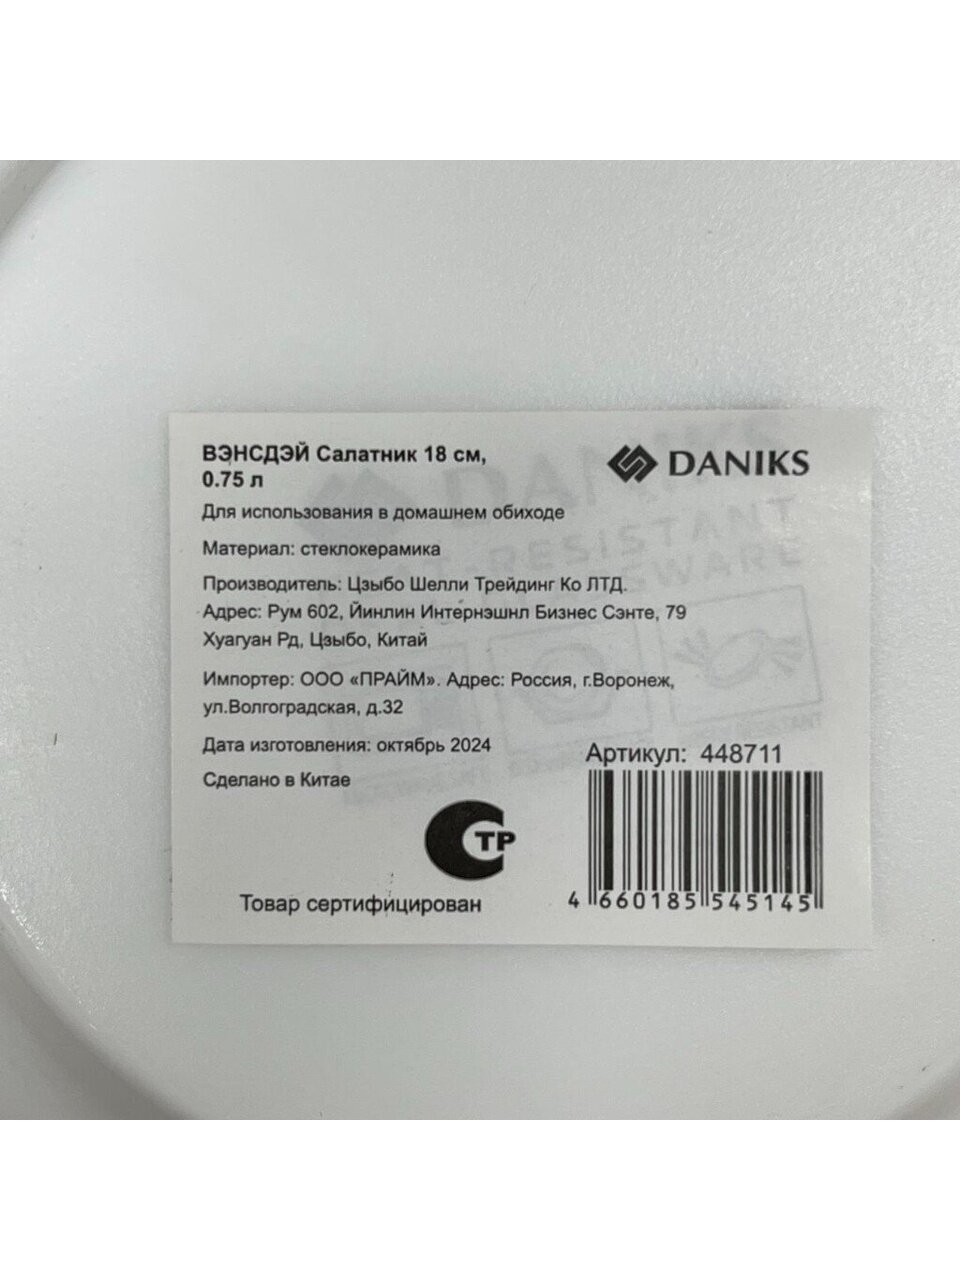 ВЭНСДЭЙ Салатник 18 см,
0.75 л
DANIKS
Для использования в домашнем обиходе
Материал: стеклокерамика
Производитель: Цзыбо Шелли Трейдинг Ко ЛТД.
Адрес: Рум 602, Йинлин Интернэшнл Бизнес Сэнте, 79
Хуагуан Рд, Цзыбо, Китай
Импортер: ООО «ПРАЙМ». Адрес: Россия, г.Воронеж,
ул.Волгоградская, д.32
Дата изготовления: октябрь 2024
Сделано в Китае
Артикул: 448711
ТР
Товар сертифицирован
4 660185 545145
DANIKS
RESISTANT